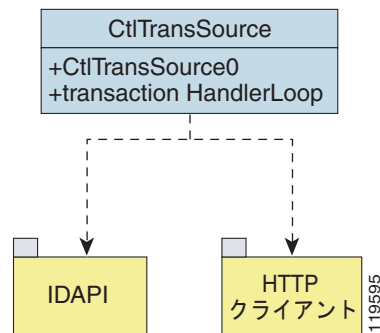 CtlTransSource
+CtlTransSource0
+transaction HandlerLoop
IDAPI
HTTP
クライアント
119595